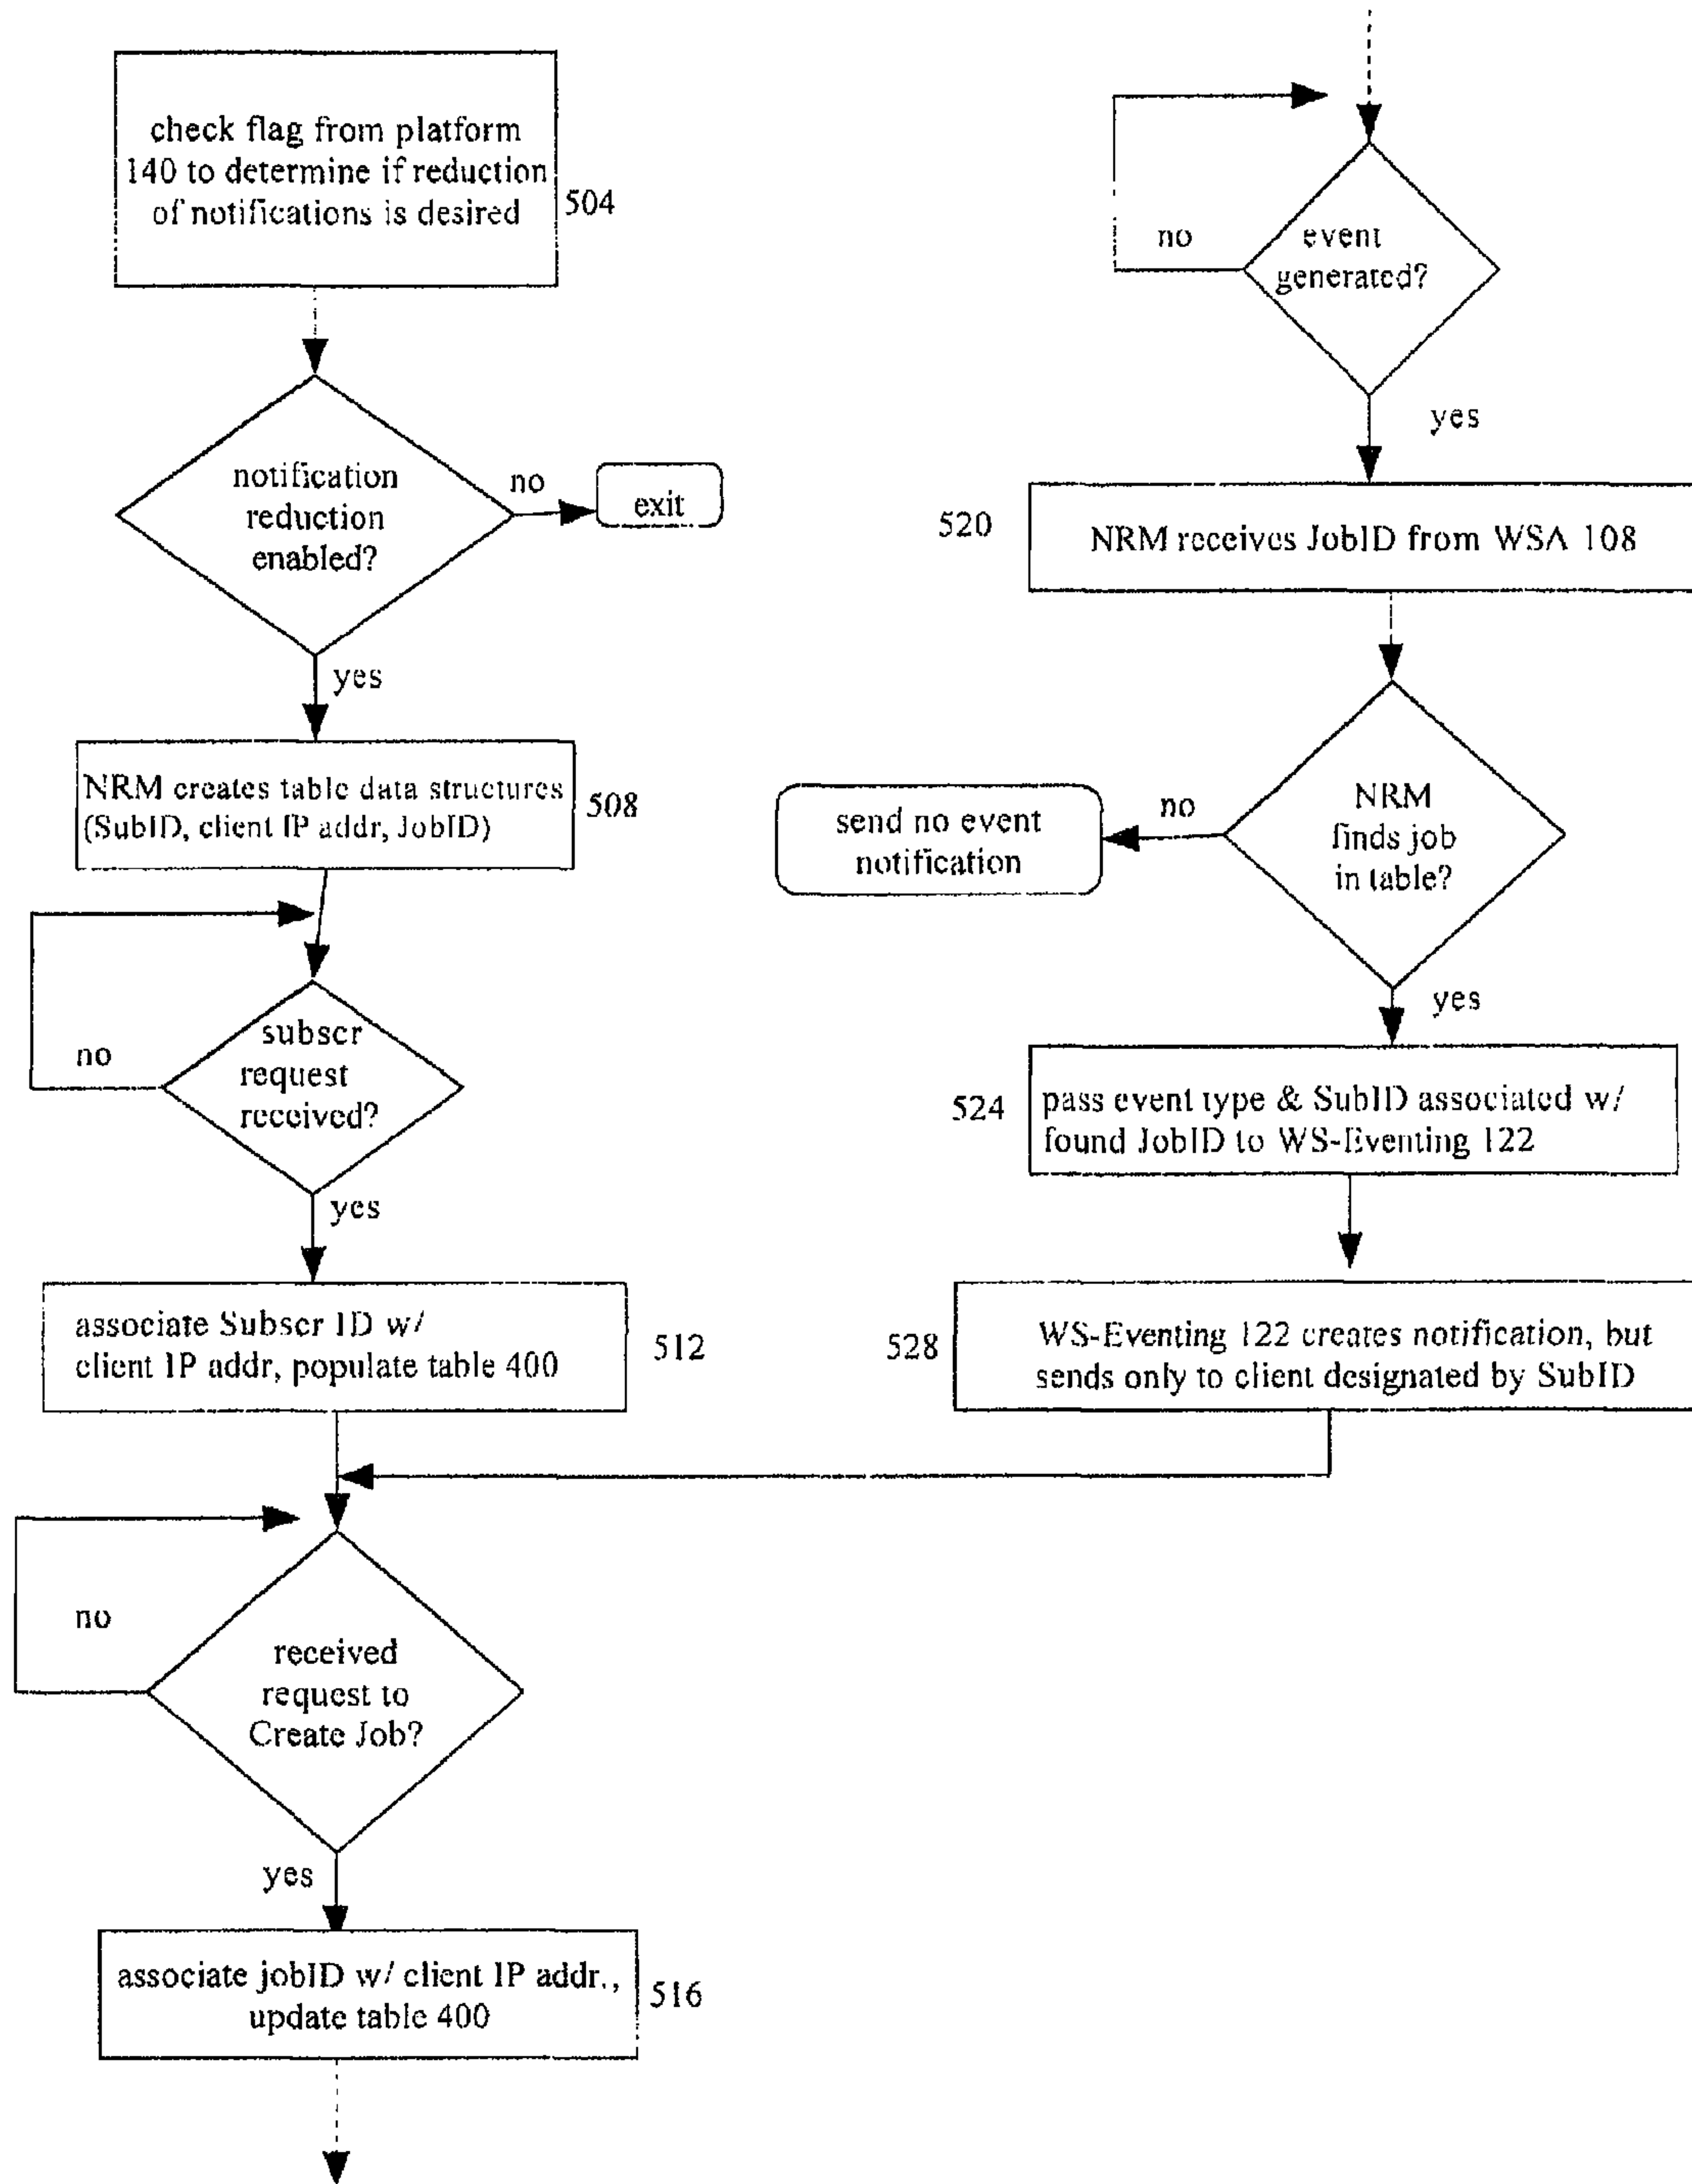 check flag from platform
140 to determine if reduction
of notifications is desired
504
notification
reduction
enabled?
no
exit
yes
NRM creates table data structures
(SubID, client IP addr, JobID)
508
subscr
request
received?
no
yes
associate Subscr ID w/
client IP addr, populate table 400
512
received
request to
Create Job?
no
yes
associate jobID w/ client IP addr.,
update table 400
516
event
generated?
no
yes
520
NRM receives JobID from WSA 108
NRM
finds job
in table?
no
send no event
notification
yes
524
pass event type & SubID associated w/
found JobID to WS-Eventing 122
528
WS-Eventing 122 creates notification, but
sends only to client designated by SubID